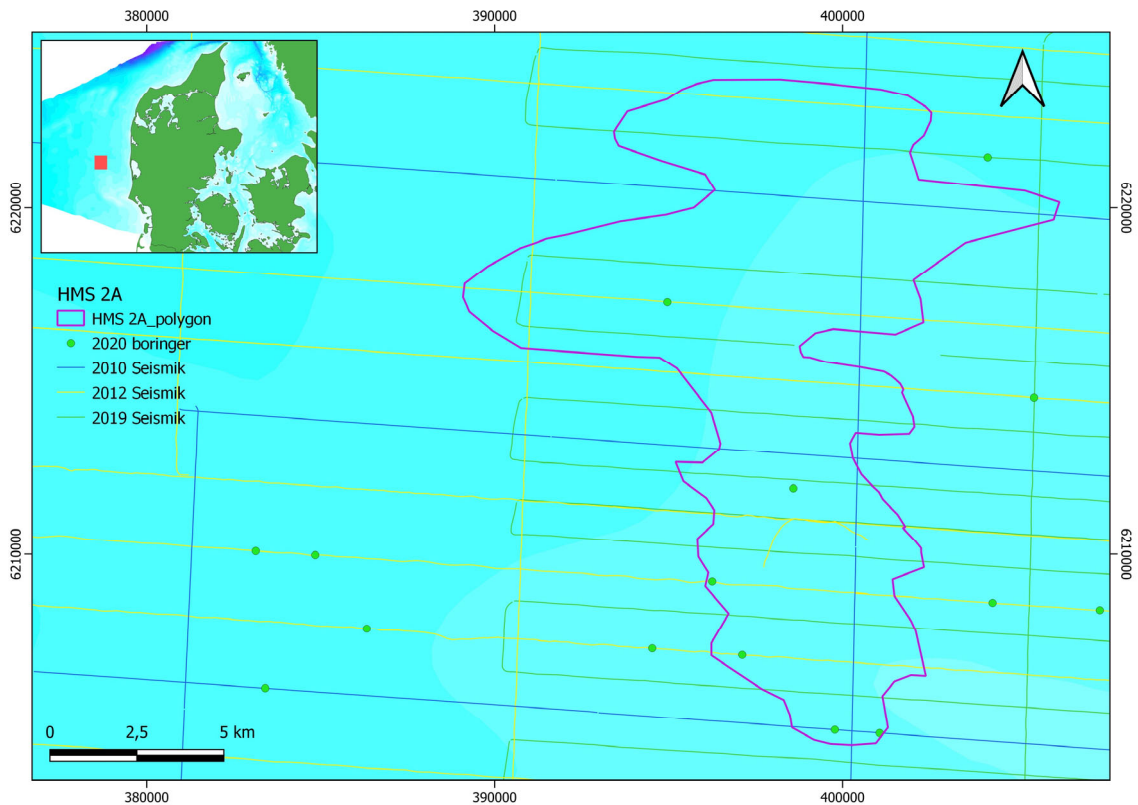 380000 390000 400000
6220000 6220000
HMS 2A
HMS 2A_polygon
2020 boringer
2010 Seismik
2012 Seismik
2019 Seismik
6210000 6210000
0 2,5 5 km
380000 390000 400000